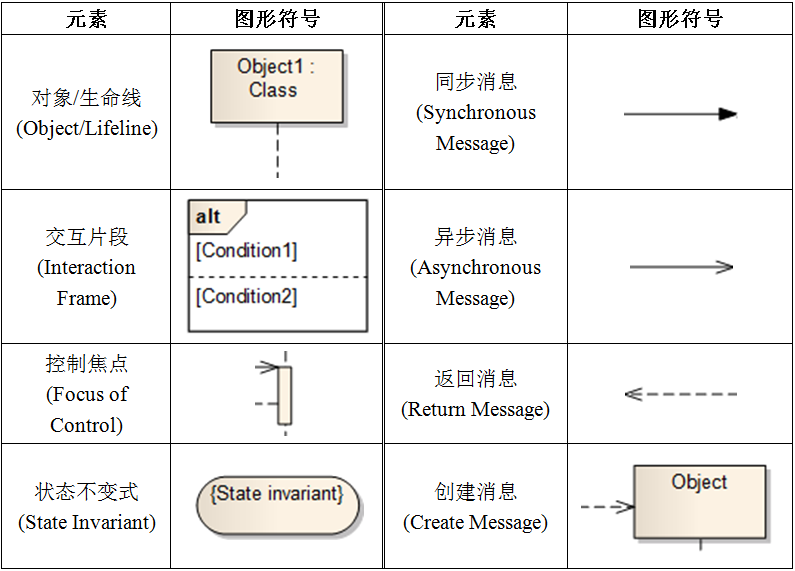 元素
图形符号
元素
图形符号
对象/生命线
(Object/Lifeline)
Object1 :
Class
同步消息
(Synchronous
Message)
交互片段
(Interaction
Frame)
alt
[Condition1]
[Condition2]
异步消息
(Asynchronous
Message)
控制焦点
(Focus of
Control)
返回消息
(Return Message)
状态不变式
(State Invariant)
{State invariant}
创建消息
(Create Message)
Object